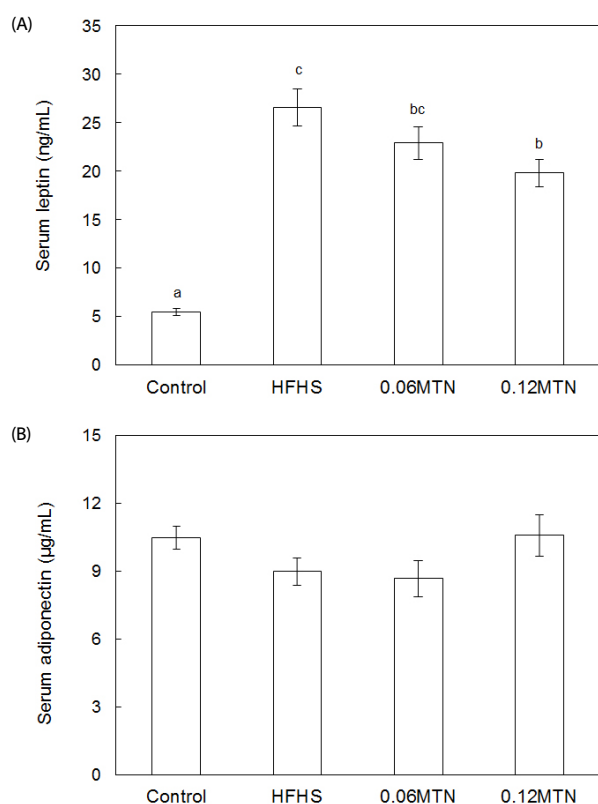 (A)
Serum leptin (ng/mL)
35
30
25
20
15
10
5
0
a
c
bc
b
Control HFHS 0.06MTN 0.12MTN
(B)
Serum adiponectin (µg/mL)
15
12
9
6
3
0
Control HFHS 0.06MTN 0.12MTN